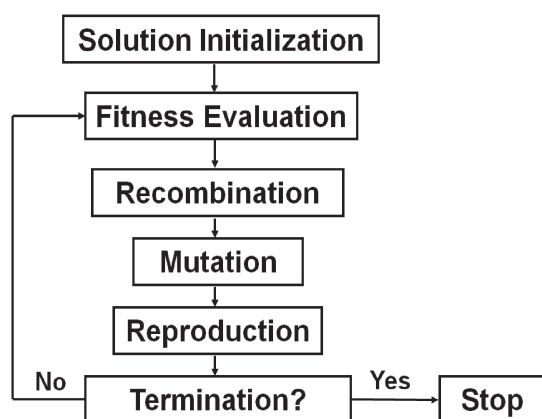 Solution Initialization
Fitness Evaluation
Recombination
Mutation
Reproduction
No
Termination?
Yes
Stop